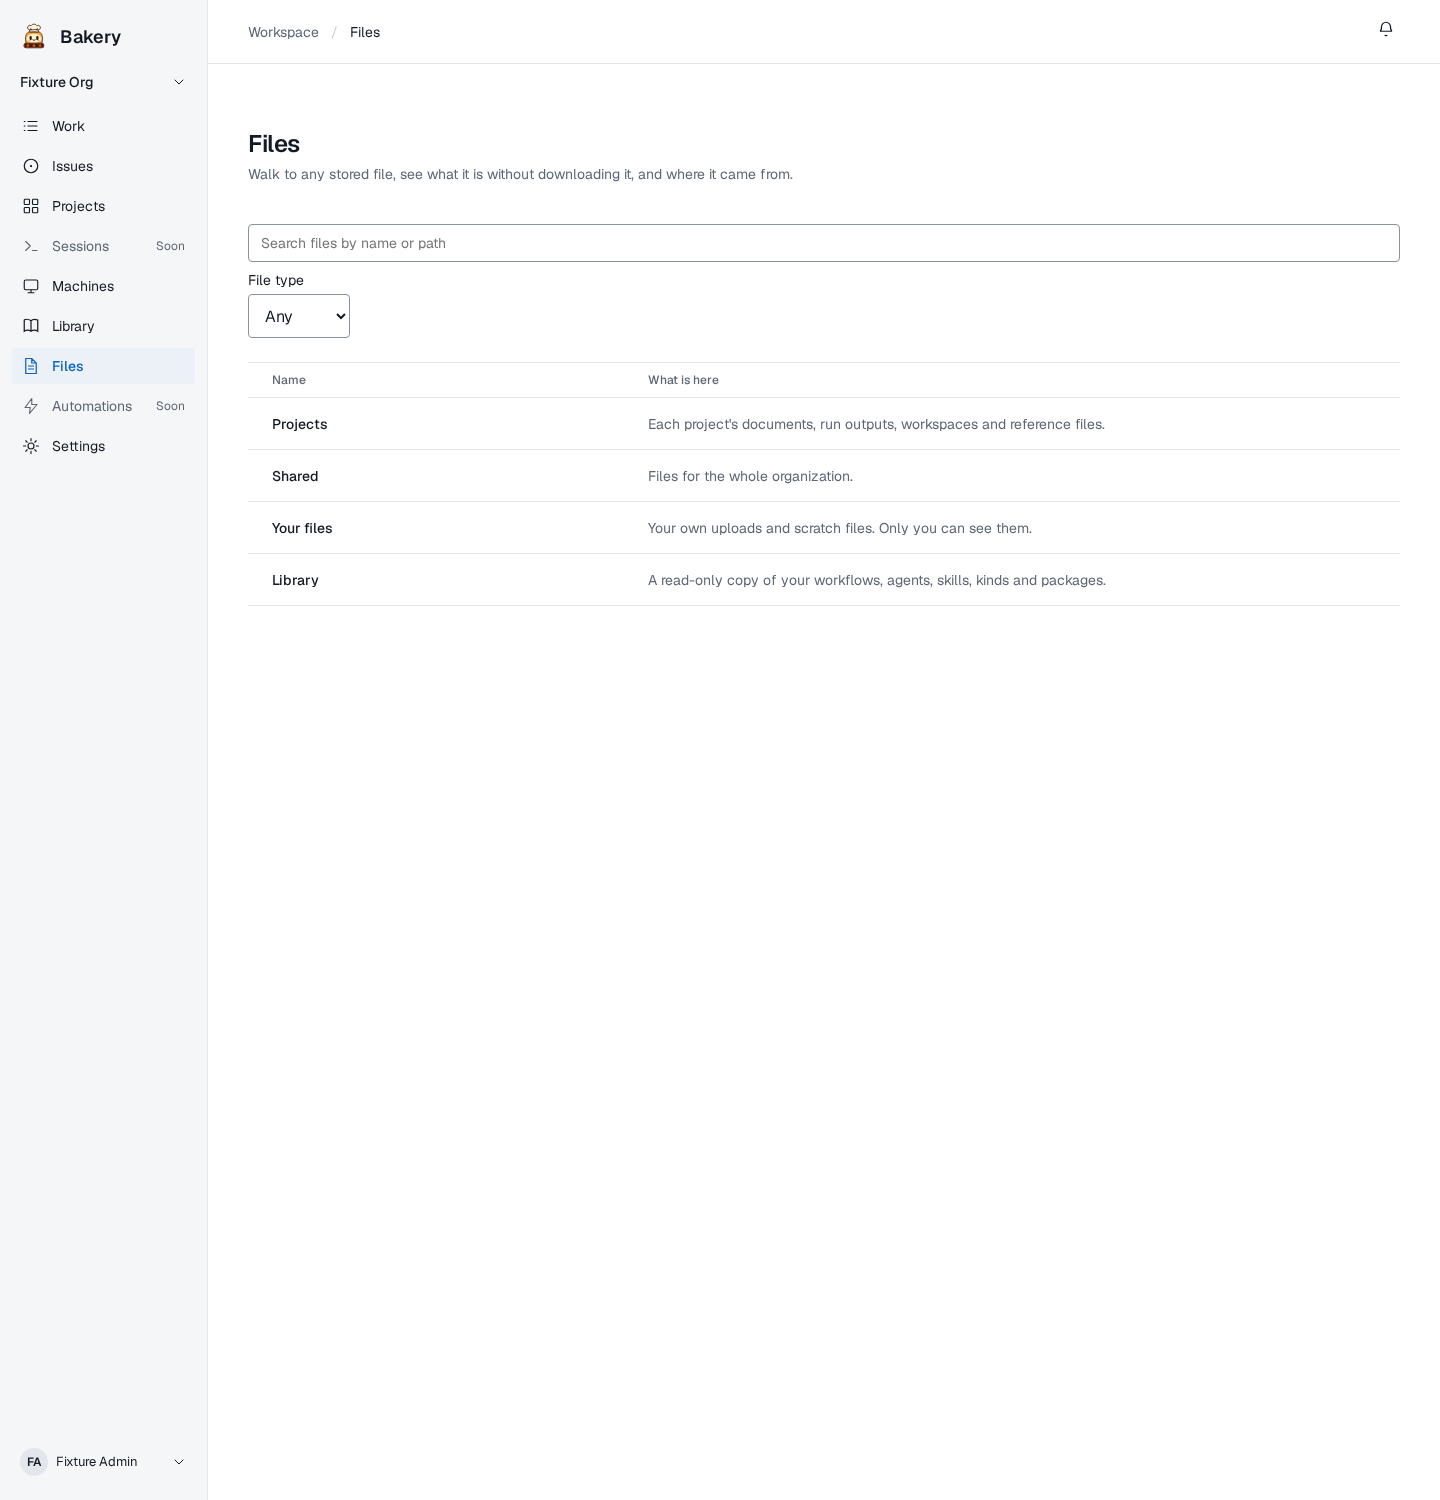 Bakery
Fixture Org
Work
Issues
Projects
Sessions Soon
Machines
Library
Files
Automations Soon
Settings
FA Fixture Admin
Workspace / Files
Files
Walk to any stored file, see what it is without downloading it, and where it came from.
Search files by name or path
File type
Any
Name What is here
Projects Each project's documents, run outputs, workspaces and reference files.
Shared Files for the whole organization.
Your files Your own uploads and scratch files. Only you can see them.
Library A read-only copy of your workflows, agents, skills, kinds and packages.